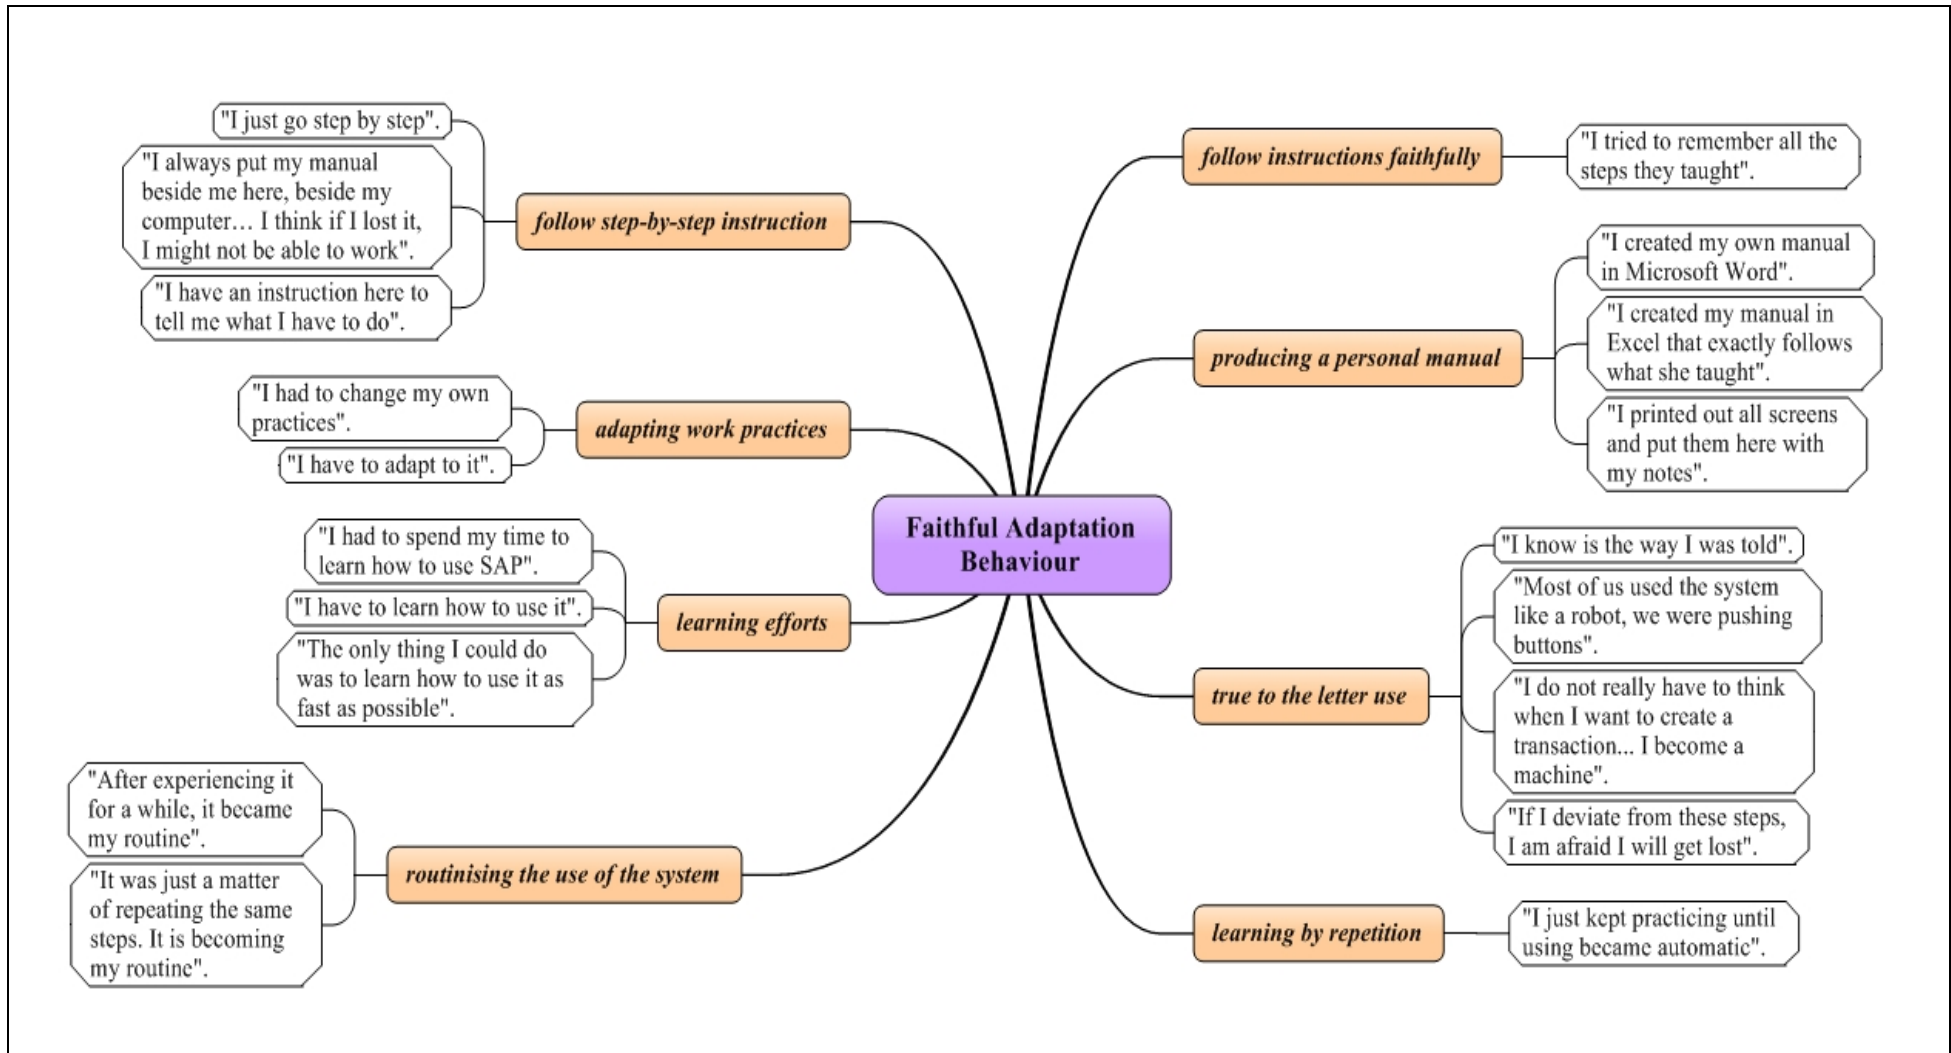 "I just go step by step".
"I always put my manual
beside me here, beside my
computer… I think if I lost it,
I might not be able to work".
"I have an instruction here to
tell me what I have to do".
follow step-by-step instruction
"I had to change my own
practices".
"I have to adapt to it".
adapting work practices
"I had to spend my time to
learn how to use SAP".
"I have to learn how to use it".
"The only thing I could do
was to learn how to use it as
fast as possible".
learning efforts
"After experiencing it
for a while, it became
my routine".
"It was just a matter
of repeating the same
steps. It is becoming
my routine".
routinising the use of the system
Faithful Adaptation
Behaviour
follow instructions faithfully
"I tried to remember all the
steps they taught".
producing a personal manual
"I created my own manual
in Microsoft Word".
"I created my manual in
Excel that exactly follows
what she taught".
"I printed out all screens
and put them here with
my notes".
true to the letter use
"I know is the way I was told".
"Most of us used the system
like a robot, we were pushing
buttons".
"I do not really have to think
when I want to create a
transaction... I become a
machine".
"If I deviate from these steps,
I am afraid I will get lost".
learning by repetition
"I just kept practicing until
using became automatic".